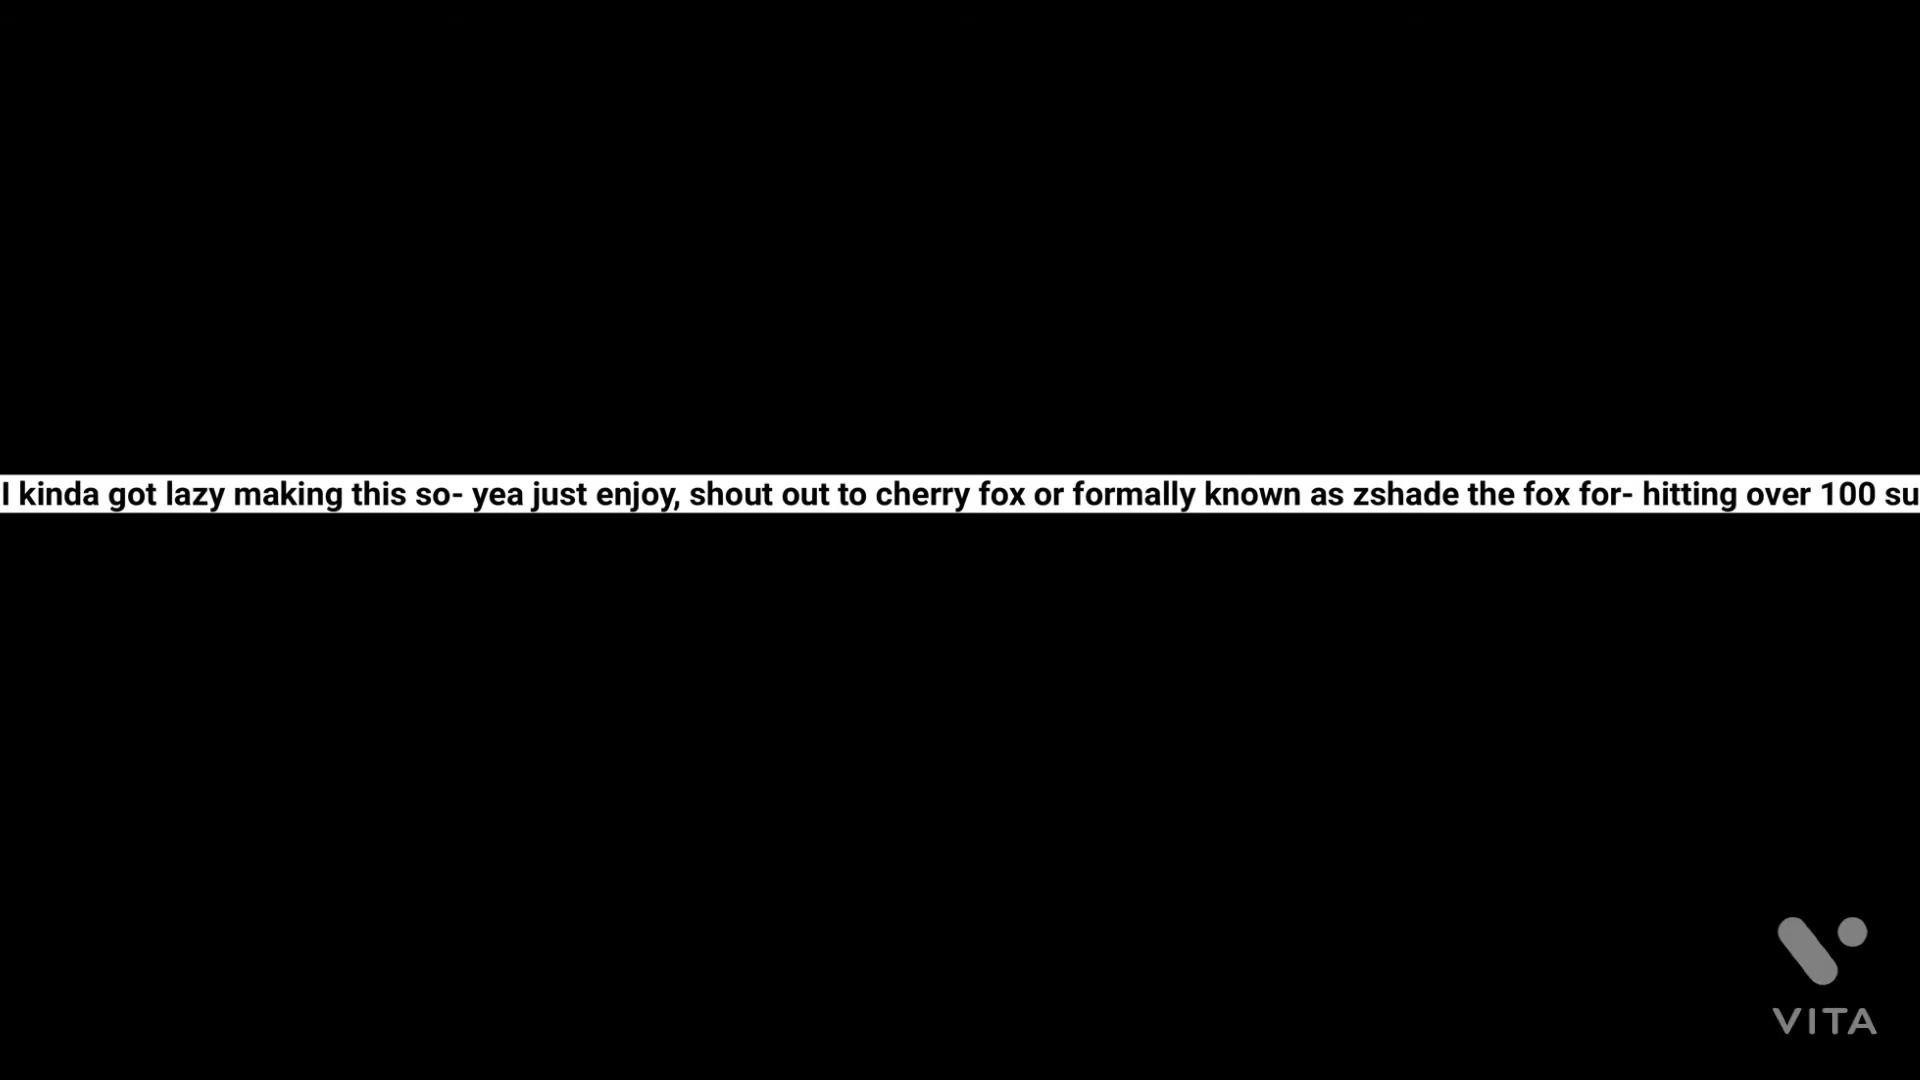 I kinda got lazy making this so- yea just enjoy, shout out to cherry fox or formally known as zshade the fox for- hitting over 100 su
VITA